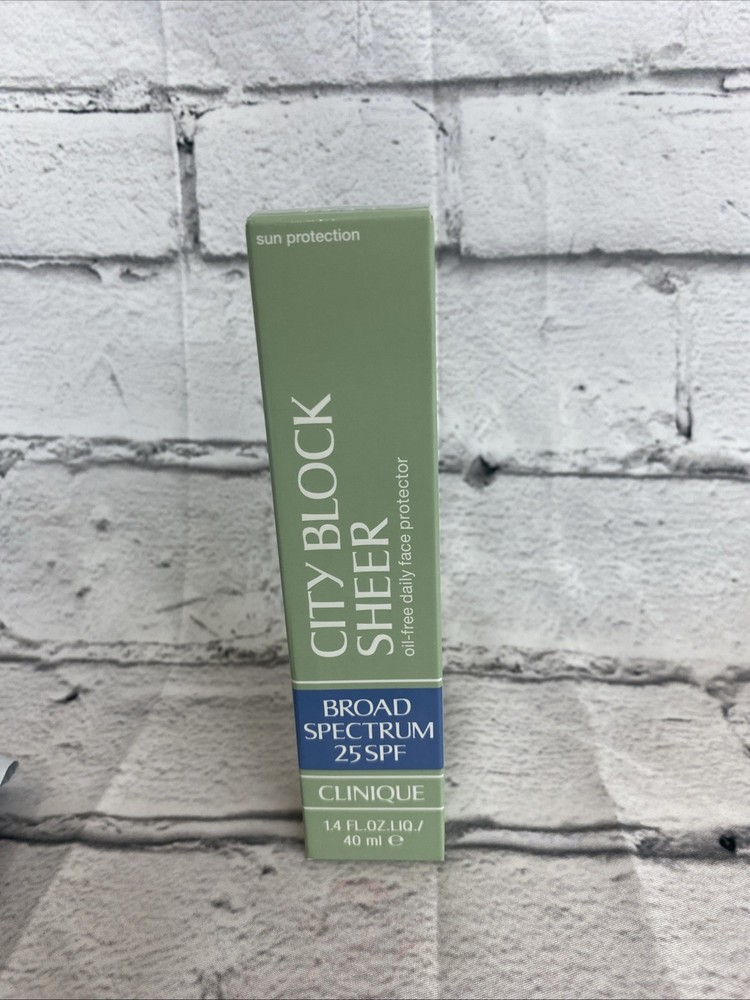 sun protection
CITY BLOCK
SHEER
oil-free daily face protector
BROAD
SPECTRUM
25 SPF
CLINIQUE
1.4 FL.OZ.LIQ./
40 ml ℮